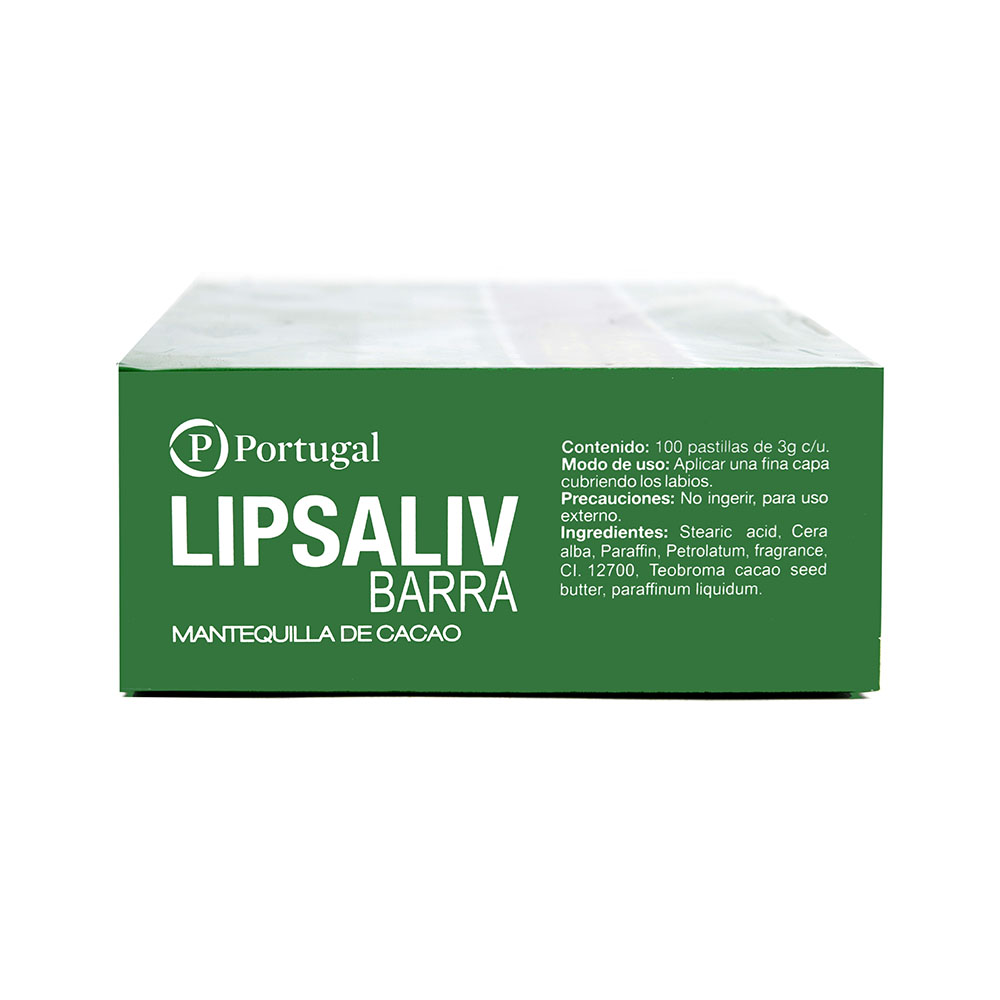 P Portugal
LIPSALIV
BARRA
MANTEQUILLA DE CACAO
Contenido: 100 pastillas de 3g c/u.
Modo de uso: Aplicar una fina capa
cubriendo los labios.
Precauciones: No ingerir, para uso
externo.
Ingredientes: Stearic acid, Cera
alba, Paraffin, Petrolatum, fragrance,
CI. 12700, Teobroma cacao seed
butter, paraffinum liquidum.